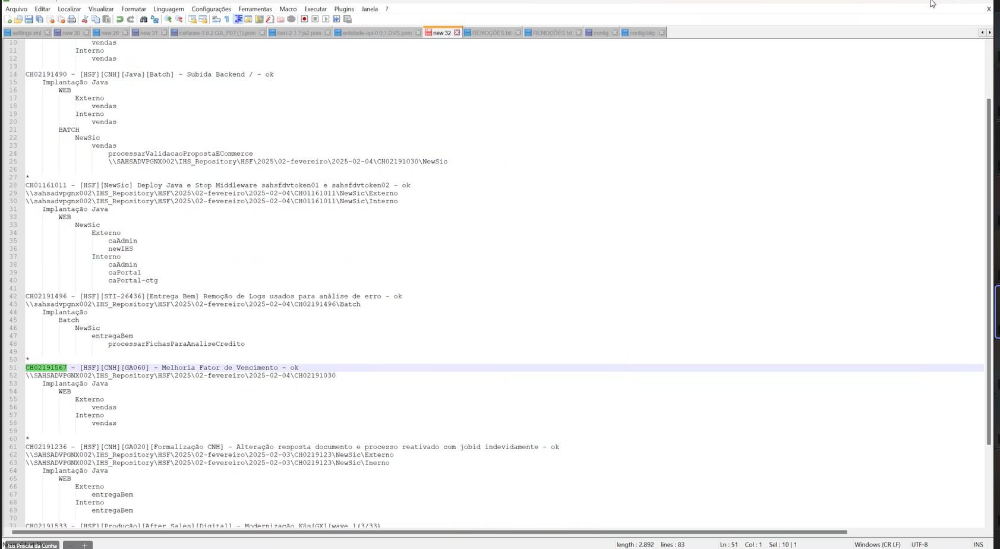 Arquivo Editar Localizar Visualizar Formatar Linguagem Configurações Ferramentas Macro Executar Plugins Janela ? X
settings.xml new 30 new 26 new 31 icefaces-1.8.2.GA_P07 (1).pom itext-2.1.7.js2.pom entidade-api-0.0.1.DVS.pom new 32 REMOÇÕES.txt REMOÇÕES.txt config config-bkp
10 vendas
11 Interno
12 vendas
13
14 CH02191490 - [HSF][CNH][Java][Batch] - Subida Backend / - ok
15 Implantação Java
16 WEB
17 Externo
18 vendas
19 Interno
20 vendas
21 BATCH
22 NewSic
23 vendas
24 processarValidacaoPropostaECommerce
25 \\SAHSADVPGNX002\IHS_Repository\HSF\2025\02-fevereiro\2025-02-04\CH02191030\NewSic
26
27 *
28 CH01161011 - [HSF][NewSic] Deploy Java e Stop Middleware sahsfdvtoken01 e sahsfdvtoken02 - ok
29 \\sahsadvpgnx002\IHS_Repository\HSF\2025\02-fevereiro\2025-02-04\CH01161011\NewSic\Externo
30 \\sahsadvpgnx002\IHS_Repository\HSF\2025\02-fevereiro\2025-02-04\CH01161011\NewSic\Interno
31 Implantação Java
32 WEB
33 NewSic
34 Externo
35 caAdmin
36 newIHS
37 Interno
38 caAdmin
39 caPortal
40 caPortal-ctg
41
42 CH02191496 - [HSF][STI-26436][Entrega Bem] Remoção de Logs usados para análise de erro - ok
43 \\sahsadvpgnx002\IHS_Repository\HSF\2025\02-fevereiro\2025-02-04\CH02191496\Batch
44 Implantação
45 Batch
46 NewSic
47 entregaBem
48 processarFichasParaAnaliseCredito
49
50 *
51 CH02191567 - [HSF][CNH][GA060] - Melhoria Fator de Vencimento - ok
52 \\SAHSADVPGNX002\IHS_Repository\HSF\2025\02-fevereiro\2025-02-04\CH02191030
53 Implantação Java
54 WEB
55 Externo
56 vendas
57 Interno
58 vendas
59
60 *
61 CH02191236 - [HSF][CNH][GA020][Formalização CNH] - Alteração resposta documento e processo reativado com jobid indevidamente - ok
62 \\SAHSADVPGNX002\IHS_Repository\HSF\2025\02-fevereiro\2025-02-03\CH0219123\NewSic\Externo
63 \\SAHSADVPGNX002\IHS_Repository\HSF\2025\02-fevereiro\2025-02-03\CH0219123\NewSic\Inerno
64 Implantação Java
65 WEB
66 Externo
67 entregaBem
68 Interno
69 entregaBem
70
71 CH02191533 - [HSF][Produção][After Sales][Digital] - Modernização K8s[GX][wave 1(3/33)
Isis Priscila da Cunha + length : 2.892 lines : 83 Ln : 51 Col : 1 Sel : 10 | 1 Windows (CR LF) UTF-8 INS